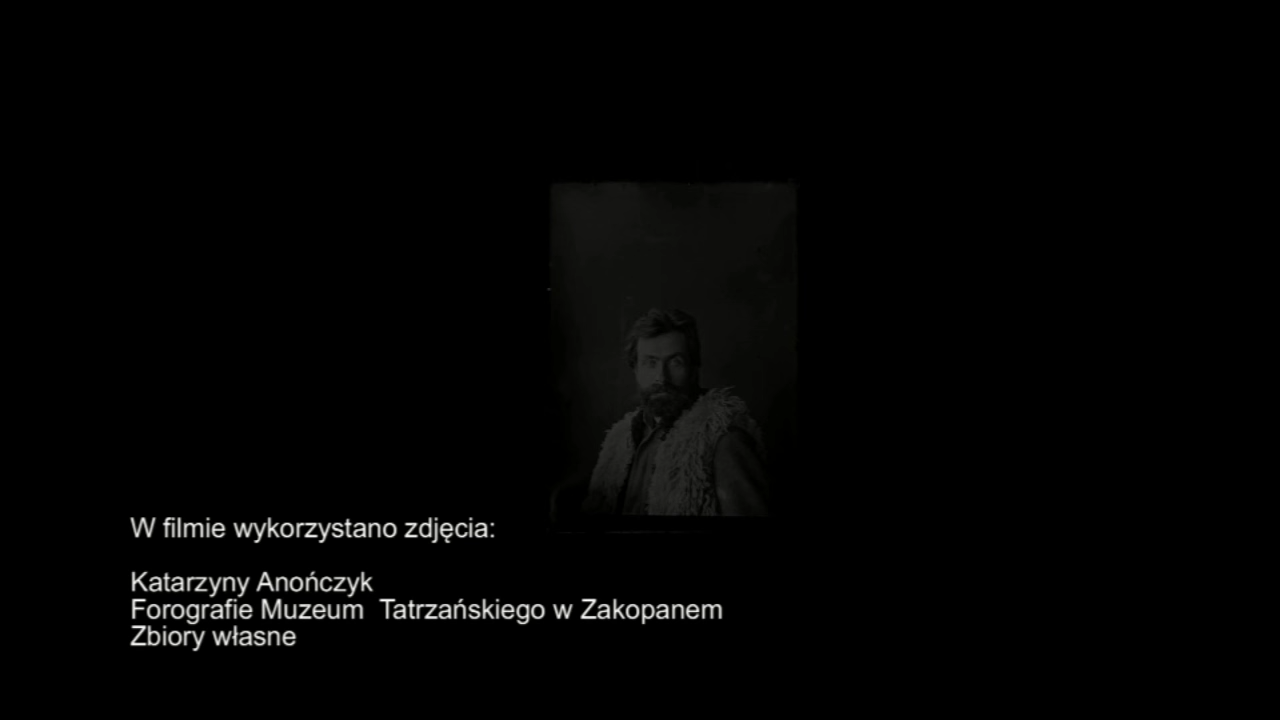 W filmie wykorzystano zdjęcia:
Katarzyny Anończyk
Forografie Muzeum  Tatrzańskiego w Zakopanem
Zbiory własne